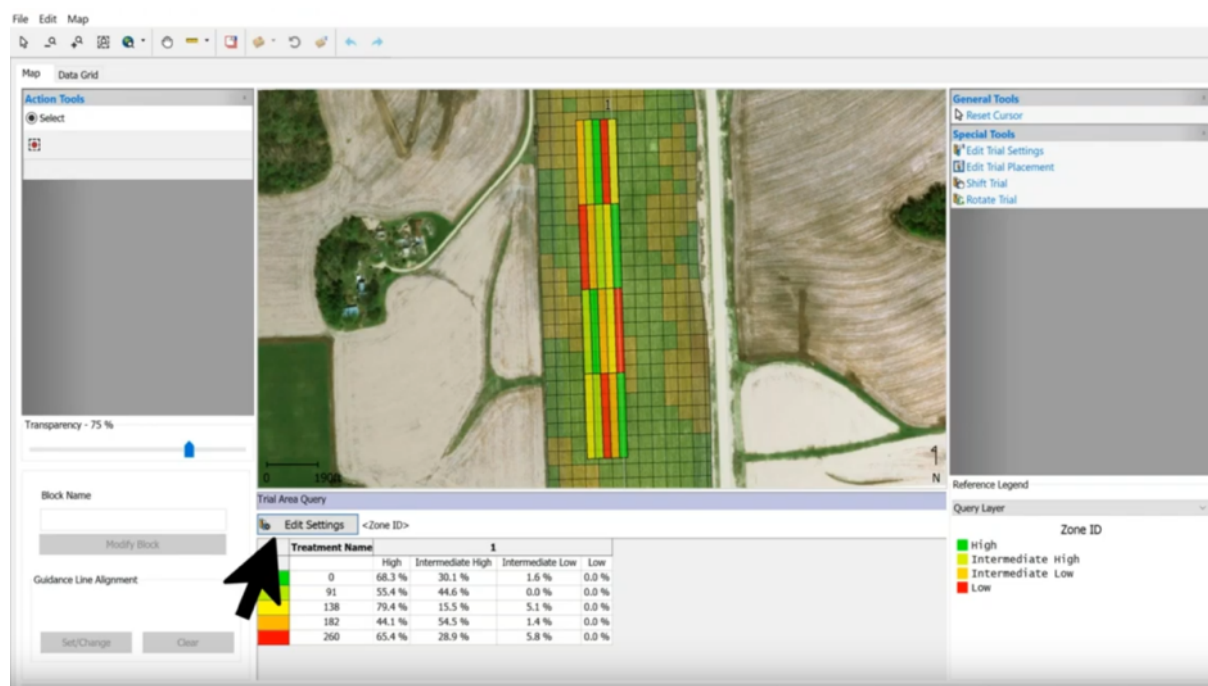 File Edit Map
Map Data Grid
Action Tools
Select
Transparency - 75 %
Block Name
Modify Block
Guidance Line Alignment
Set/Change Clear
1
0 190ft
N
Trial Area Query
Edit Settings <Zone ID>
Treatment Name 1
High Intermediate High Intermediate Low Low
0 68.3 % 30.1 % 1.6 % 0.0 %
91 55.4 % 44.6 % 0.0 % 0.0 %
138 79.4 % 15.5 % 5.1 % 0.0 %
182 44.1 % 54.5 % 1.4 % 0.0 %
260 65.4 % 28.9 % 5.8 % 0.0 %
General Tools
Reset Cursor
Special Tools
Edit Trial Settings
Edit Trial Placement
Shift Trial
Rotate Trial
Reference Legend
Query Layer
Zone ID
High
Intermediate High
Intermediate Low
Low